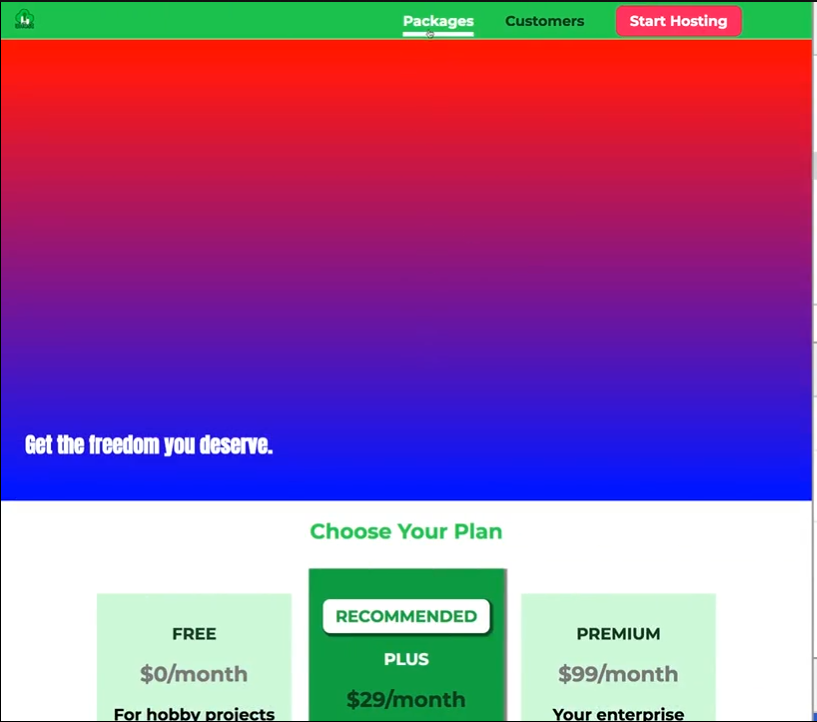 Packages Customers Start Hosting
Get the freedom you deserve.
Choose Your Plan
FREE
$0/month
For hobby projects
RECOMMENDED
PLUS
$29/month
PREMIUM
$99/month
Your enterprise